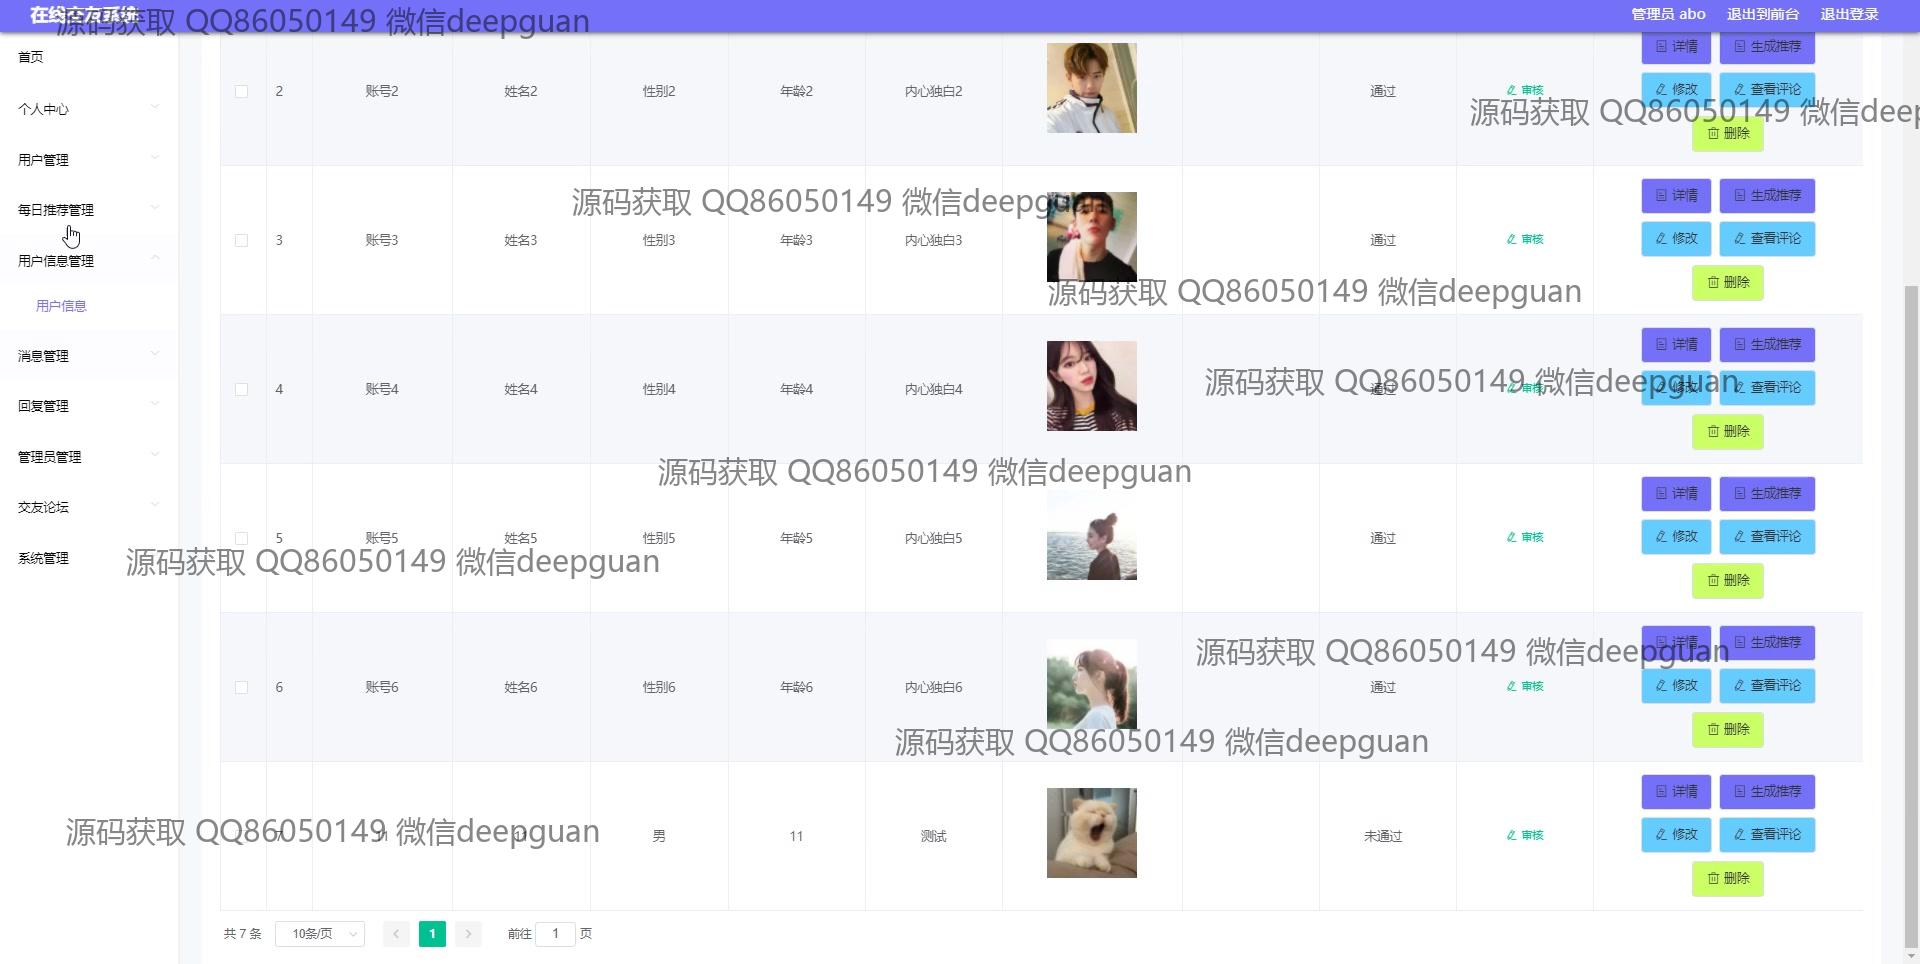 在线交友系统
源码获取 QQ86050149 微信deepguan
管理员 abo 退出到前台 退出登录
首页
个人中心
用户管理
每日推荐管理
用户信息管理
用户信息
消息管理
回复管理
管理员管理
交友论坛
系统管理
2 账号2 姓名2 性别2 年龄2 内心独白2 通过 审核
详情 生成推荐
修改 查看评论
源码获取 QQ86050149 微信deep
删除
源码获取 QQ86050149 微信deepguan
3 账号3 姓名3 性别3 年龄3 内心独白3 通过 审核
详情 生成推荐
修改 查看评论
删除
源码获取 QQ86050149 微信deepguan
4 账号4 姓名4 性别4 年龄4 内心独白4 通过 审核
详情 生成推荐
修改 查看评论
源码获取 QQ86050149 微信deepguan
删除
源码获取 QQ86050149 微信deepguan
5 账号5 姓名5 性别5 年龄5 内心独白5 通过 审核
详情 生成推荐
修改 查看评论
删除
源码获取 QQ86050149 微信deepguan
6 账号6 姓名6 性别6 年龄6 内心独白6 通过 审核
详情 生成推荐
源码获取 QQ86050149 微信deepguan
修改 查看评论
删除
源码获取 QQ86050149 微信deepguan
7 11 11 男 11 测试 未通过 审核
详情 生成推荐
修改 查看评论
源码获取 QQ86050149 微信deepguan
删除
共 7 条 10条/页 1 前往 1 页